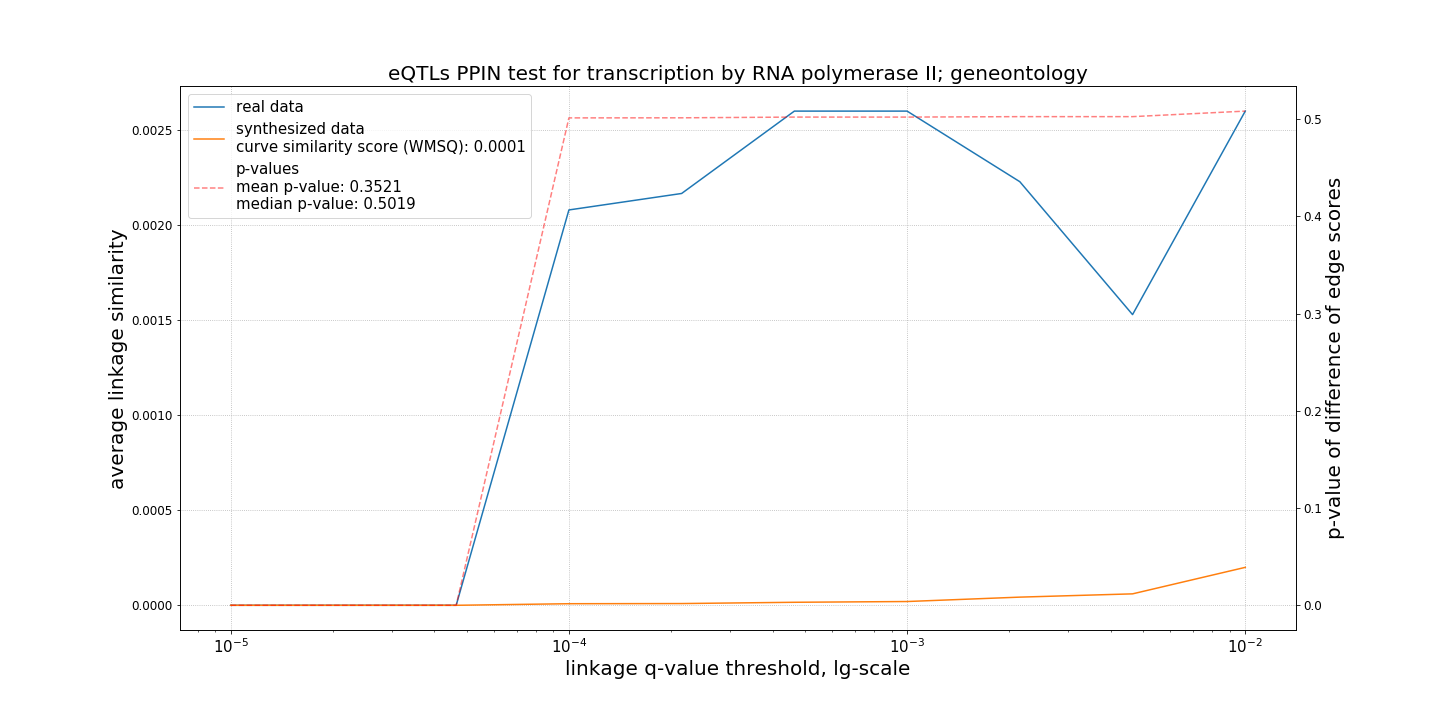 eQTLs PPIN test for transcription by RNA polymerase II; geneontology
real data
synthesized data
curve similarity score (WMSQ): 0.0001
p-values
mean p-value: 0.3521
median p-value: 0.5019
average linkage similarity
0.0025
0.0020
0.0015
0.0010
0.0005
0.0000
p-value of difference of edge scores
0.5
0.4
0.3
0.2
0.1
0.0
10⁻⁵
10⁻⁴
10⁻³
10⁻²
linkage q-value threshold, lg-scale